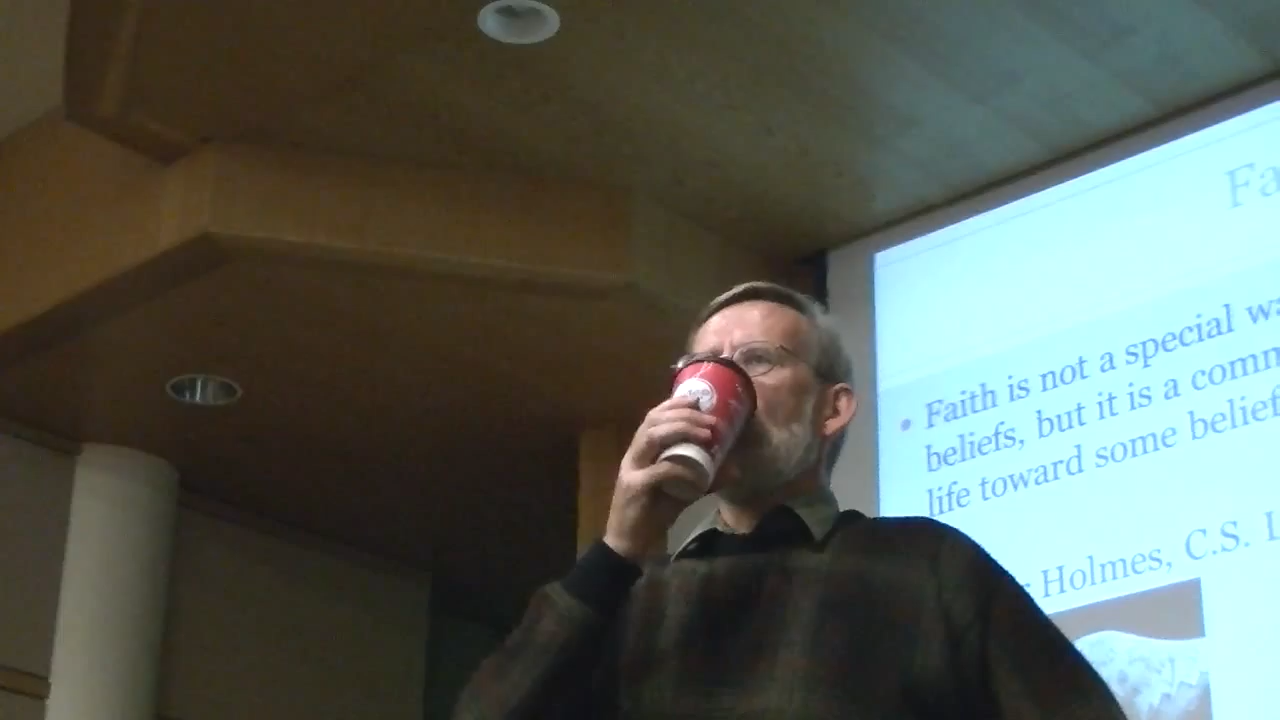 Fa
• Faith is not a special wa
beliefs, but it is a comm
life toward some belief
- Holmes, C.S. L